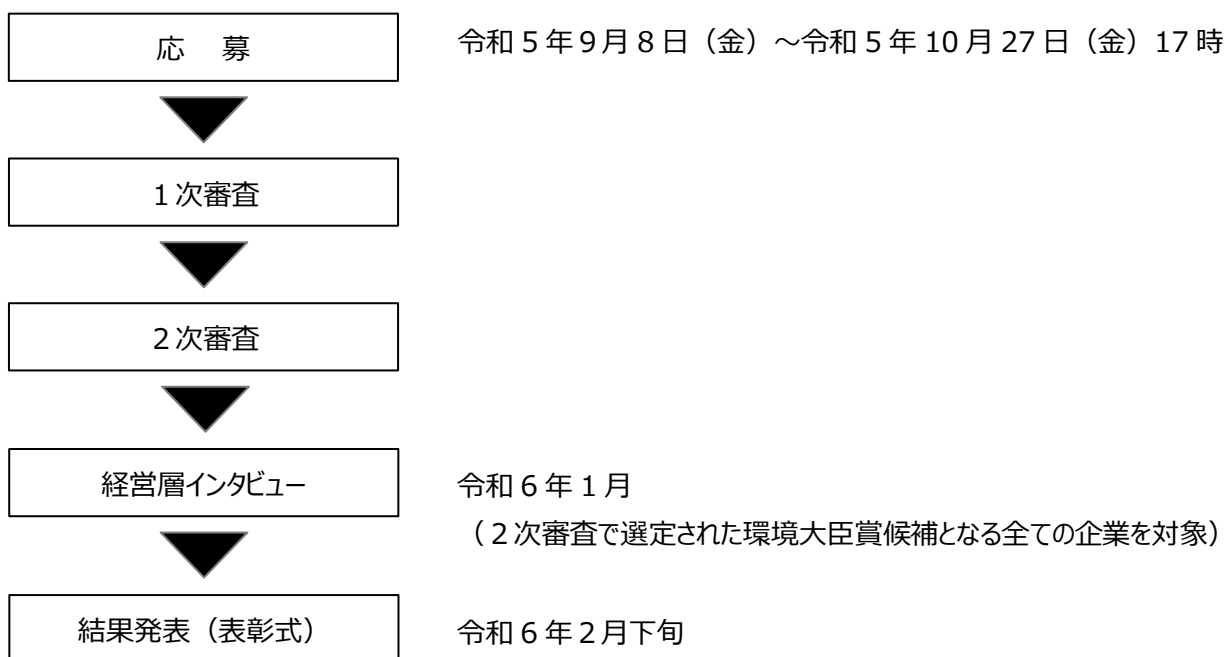 応　募
令和５年９月８日（金）～令和５年10月27日（金）17時
１次審査
２次審査
経営層インタビュー
令和６年１月
（２次審査で選定された環境大臣賞候補となる全ての企業を対象）
結果発表（表彰式）
令和６年２月下旬